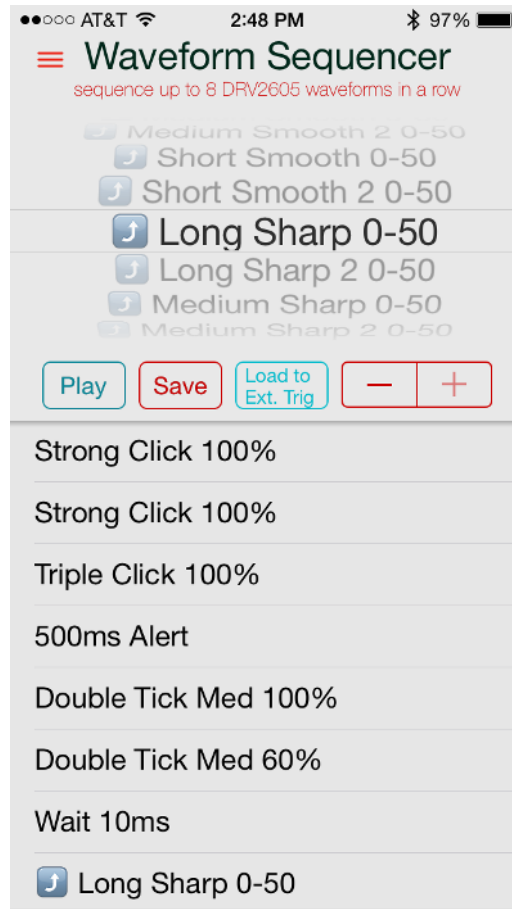 AT&T 2:48 PM 97%
Waveform Sequencer
sequence up to 8 DRV2605 waveforms in a row
Medium Smooth 2 0-50
Short Smooth 0-50
Short Smooth 2 0-50
Long Sharp 0-50
Long Sharp 2 0-50
Medium Sharp 0-50
Medium Sharp 2 0-50
Play Save Load to
Ext. Trig — +
Strong Click 100%
Strong Click 100%
Triple Click 100%
500ms Alert
Double Tick Med 100%
Double Tick Med 60%
Wait 10ms
Long Sharp 0-50